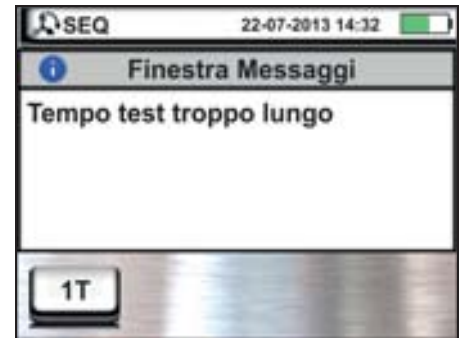 SEQ 22-07-2013 14:32
Finestra Messaggi
Tempo test troppo lungo
1T